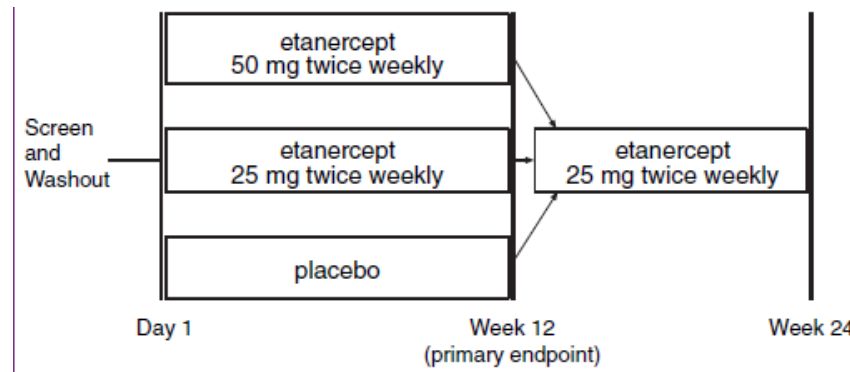 etanercept
50 mg twice weekly
Screen
and
Washout
etanercept
25 mg twice weekly
etanercept
25 mg twice weekly
placebo
Day 1
Week 12
(primary endpoint)
Week 24